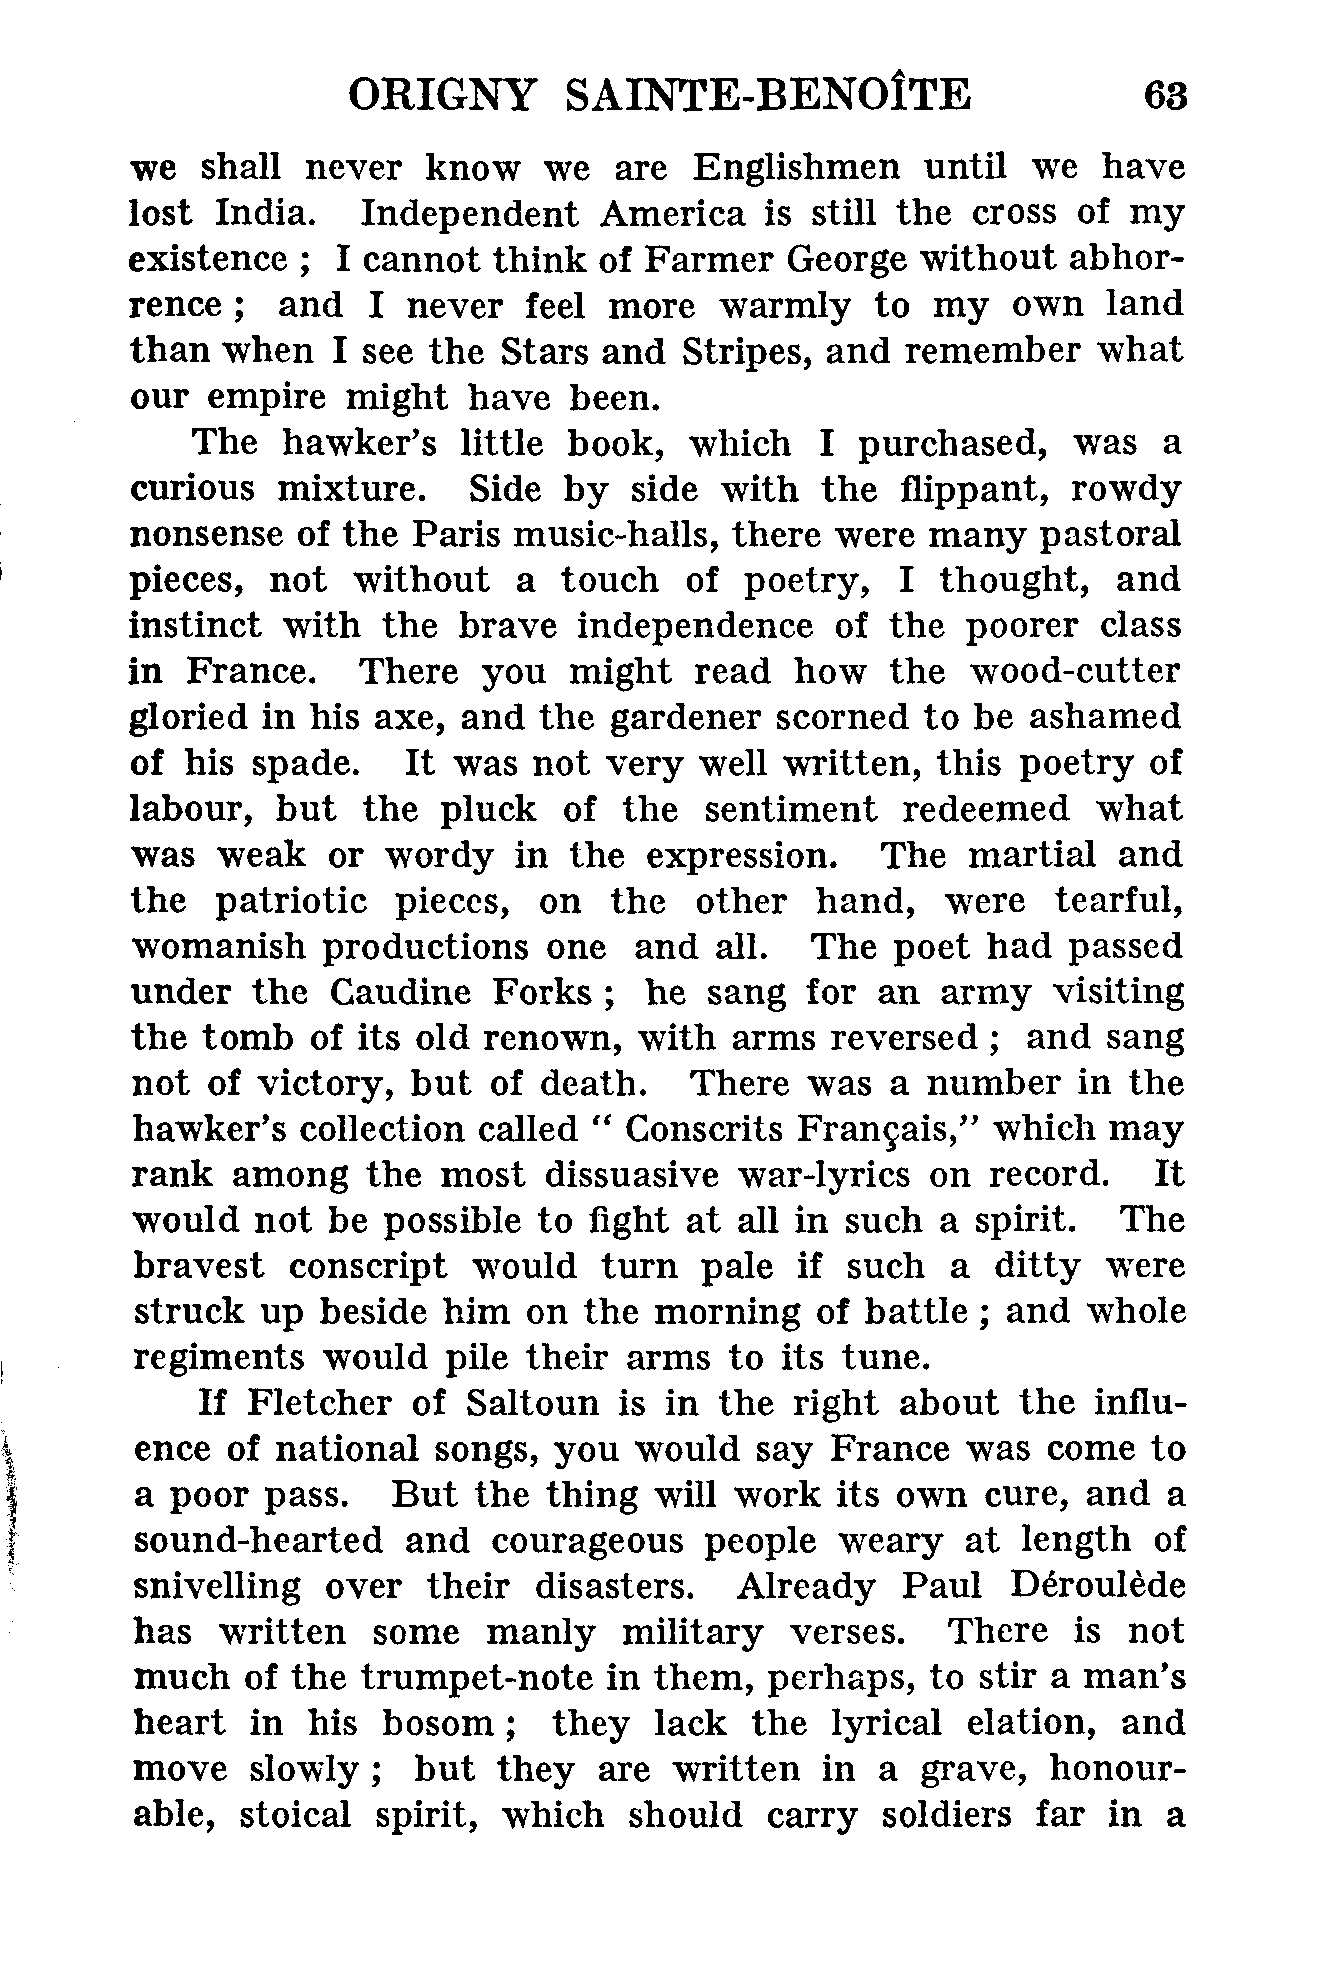 ORIGNY SAINTE-BENOÎTE 63
we shall never know we are Englishmen until we have
lost India. Independent America is still the cross of my
existence ; I cannot think of Farmer George without abhor-
rence ; and I never feel more warmly to my own land
than when I see the Stars and Stripes, and remember what
our empire might have been.
The hawker's little book, which I purchased, was a
curious mixture. Side by side with the flippant, rowdy
nonsense of the Paris music-halls, there were many pastoral
pieces, not without a touch of poetry, I thought, and
instinct with the brave independence of the poorer class
in France. There you might read how the wood-cutter
gloried in his axe, and the gardener scorned to be ashamed
of his spade. It was not very well written, this poetry of
labour, but the pluck of the sentiment redeemed what
was weak or wordy in the expression. The martial and
the patriotic pieces, on the other hand, were tearful,
womanish productions one and all. The poet had passed
under the Caudine Forks ; he sang for an army visiting
the tomb of its old renown, with arms reversed ; and sang
not of victory, but of death. There was a number in the
hawker's collection called “ Conscrits Français,” which may
rank among the most dissuasive war-lyrics on record. It
would not be possible to fight at all in such a spirit. The
bravest conscript would turn pale if such a ditty were
struck up beside him on the morning of battle ; and whole
regiments would pile their arms to its tune.
If Fletcher of Saltoun is in the right about the influ-
ence of national songs, you would say France was come to
a poor pass. But the thing will work its own cure, and a
sound-hearted and courageous people weary at length of
snivelling over their disasters. Already Paul Déroulède
has written some manly military verses. There is not
much of the trumpet-note in them, perhaps, to stir a man's
heart in his bosom ; they lack the lyrical elation, and
move slowly ; but they are written in a grave, honour-
able, stoical spirit, which should carry soldiers far in a